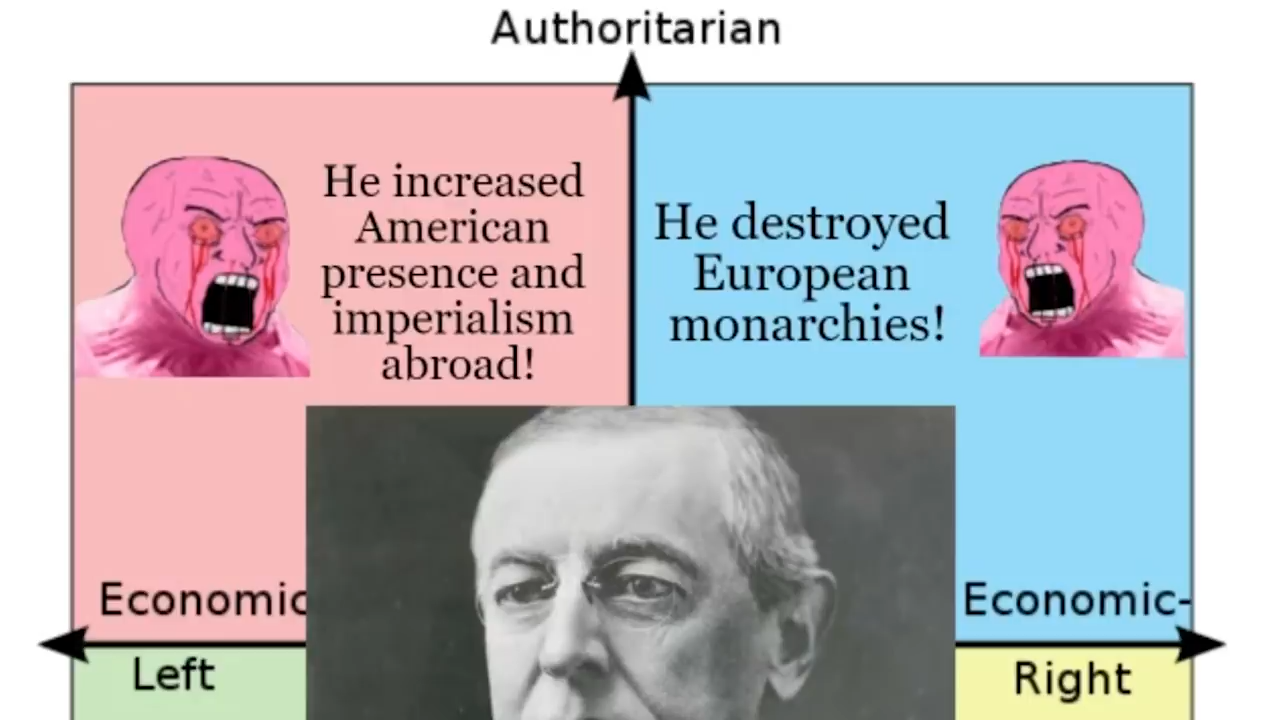 Authoritarian
He increased
American
presence and
imperialism
abroad!
He destroyed
European
monarchies!
Economic
Economic-
Left
Right